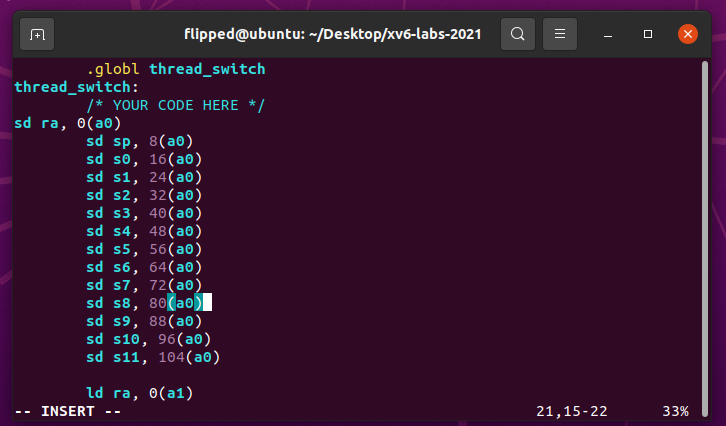 flipped@ubuntu: ~/Desktop/xv6-labs-2021
.globl thread_switch
thread_switch:
/* YOUR CODE HERE */
sd ra, 0(a0)
sd sp, 8(a0)
sd s0, 16(a0)
sd s1, 24(a0)
sd s2, 32(a0)
sd s3, 40(a0)
sd s4, 48(a0)
sd s5, 56(a0)
sd s6, 64(a0)
sd s7, 72(a0)
sd s8, 80(a0)
sd s9, 88(a0)
sd s10, 96(a0)
sd s11, 104(a0)
ld ra, 0(a1)
-- INSERT -- 21,15-22 33%